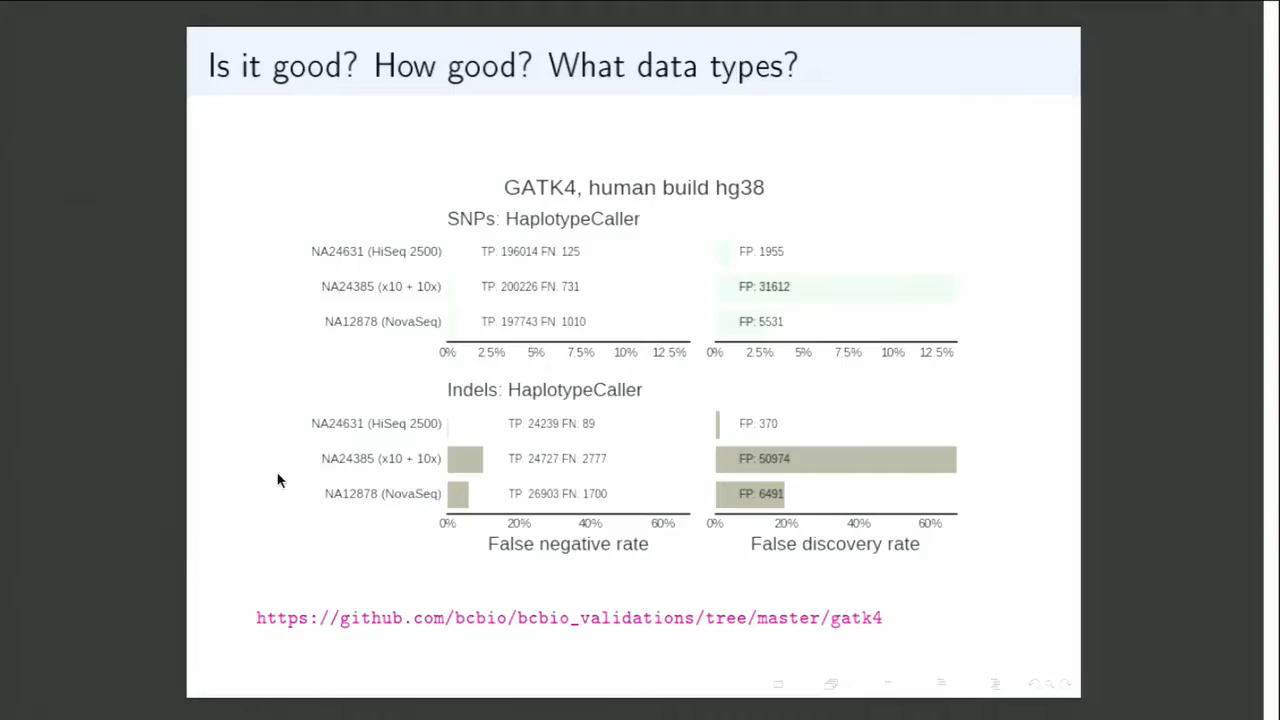 Is it good? How good? What data types?
GATK4, human build hg38
SNPs: HaplotypeCaller
NA24631 (HiSeq 2500) TP: 196014 FN: 125 FP: 1955
NA24385 (x10 + 10x) TP: 200226 FN: 731 FP: 31612
NA12878 (NovaSeq) TP: 197743 FN: 1010 FP: 5531
0% 2.5% 5% 7.5% 10% 12.5% 0% 2.5% 5% 7.5% 10% 12.5%
Indels: HaplotypeCaller
NA24631 (HiSeq 2500) TP: 24239 FN: 89 FP: 370
NA24385 (x10 + 10x) TP: 24727 FN: 2777 FP: 50974
NA12878 (NovaSeq) TP: 26903 FN: 1700 FP: 6491
0% 20% 40% 60% 0% 20% 40% 60%
False negative rate False discovery rate
https://github.com/bcbio/bcbio_validations/tree/master/gatk4